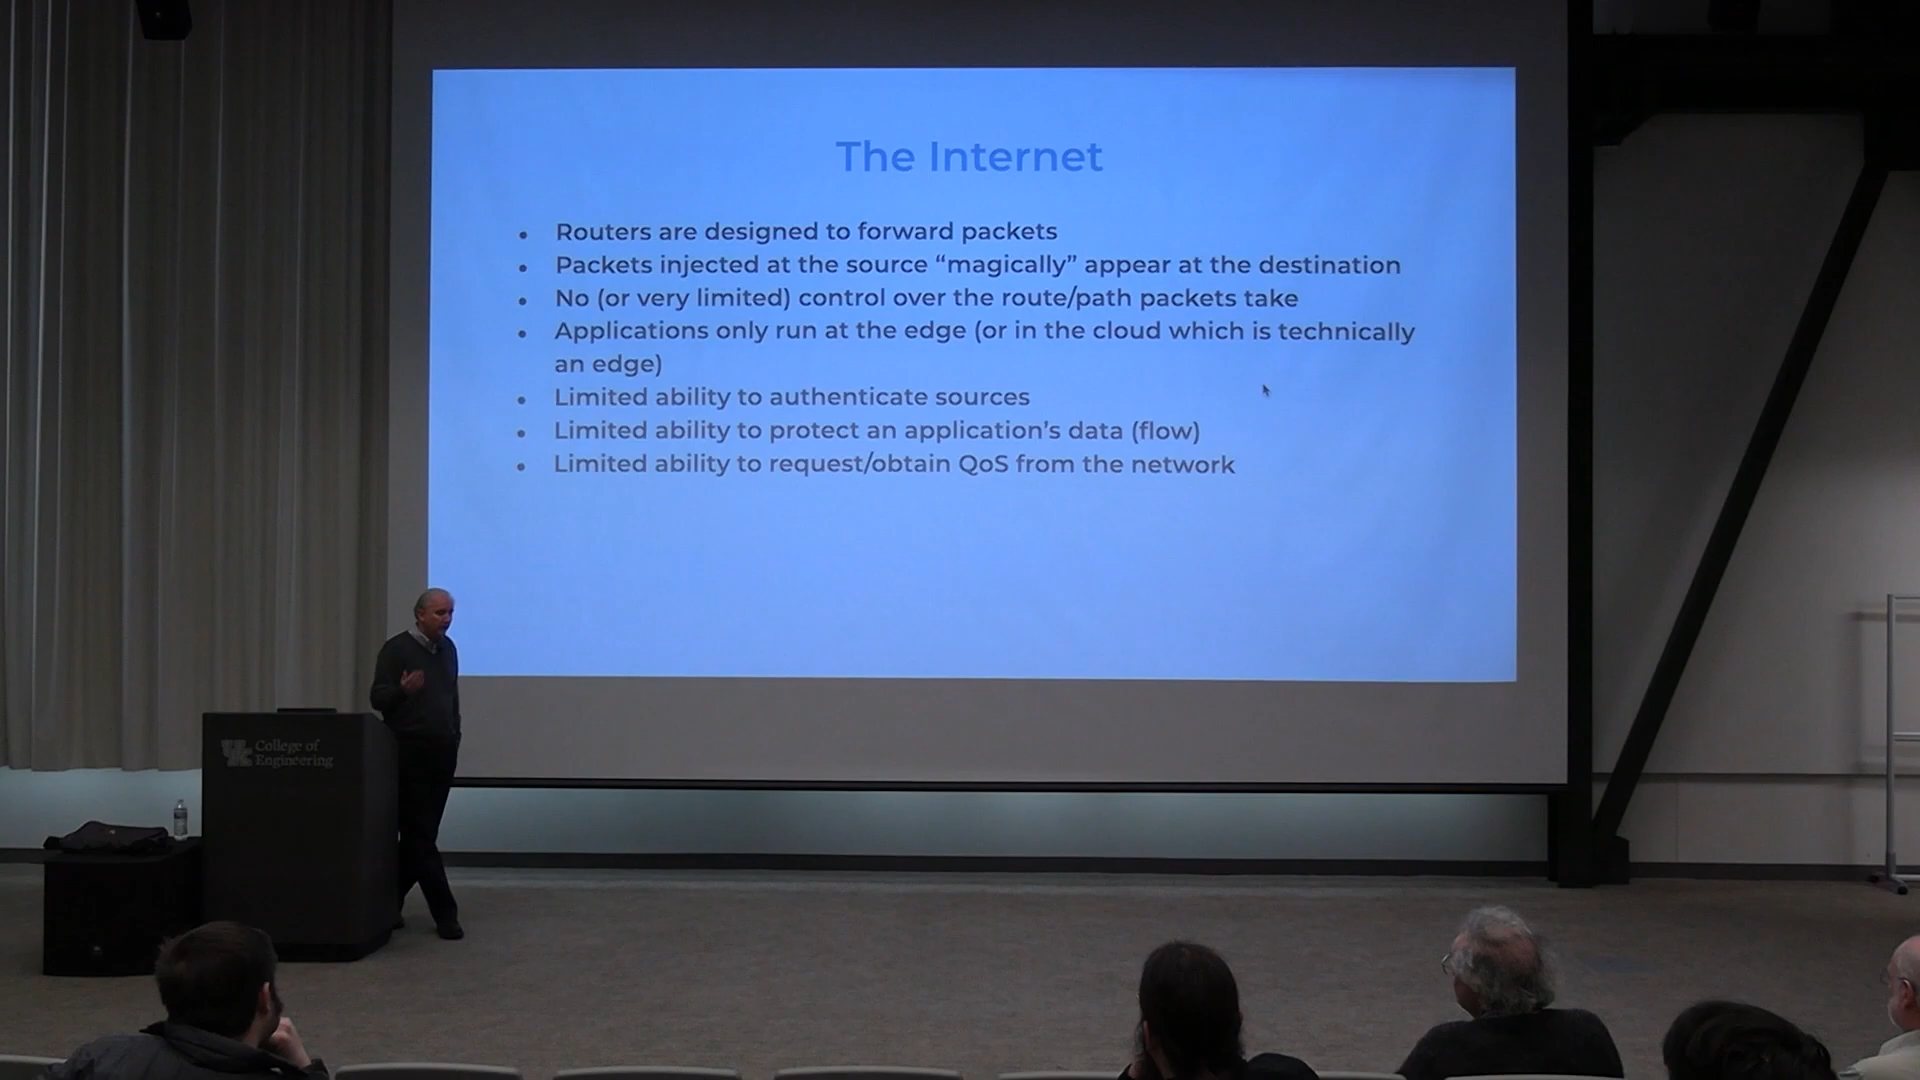 The Internet
• Routers are designed to forward packets
• Packets injected at the source “magically” appear at the destination
• No (or very limited) control over the route/path packets take
• Applications only run at the edge (or in the cloud which is technically
an edge)
• Limited ability to authenticate sources
• Limited ability to protect an application’s data (flow)
• Limited ability to request/obtain QoS from the network
UK College of
Engineering